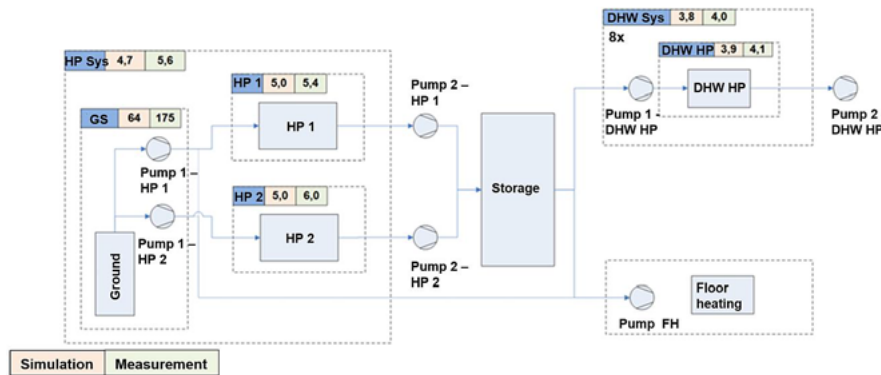 DHW Sys 3,8 4,0
8x
HP Sys 4,7 5,6
DHW HP 3,9 4,1
HP 1 5,0 5,4
Pump 2 –
HP 1
DHW HP
GS 64 175
HP 1
Pump 1 –
DHW HP
Pump 2
DHW HP
Pump 1 –
HP 1
Storage
HP 2 5,0 6,0
Pump 1 –
HP 2
HP 2
Ground
Pump 2 –
HP 2
Floor
heating
Pump FH
Simulation Measurement